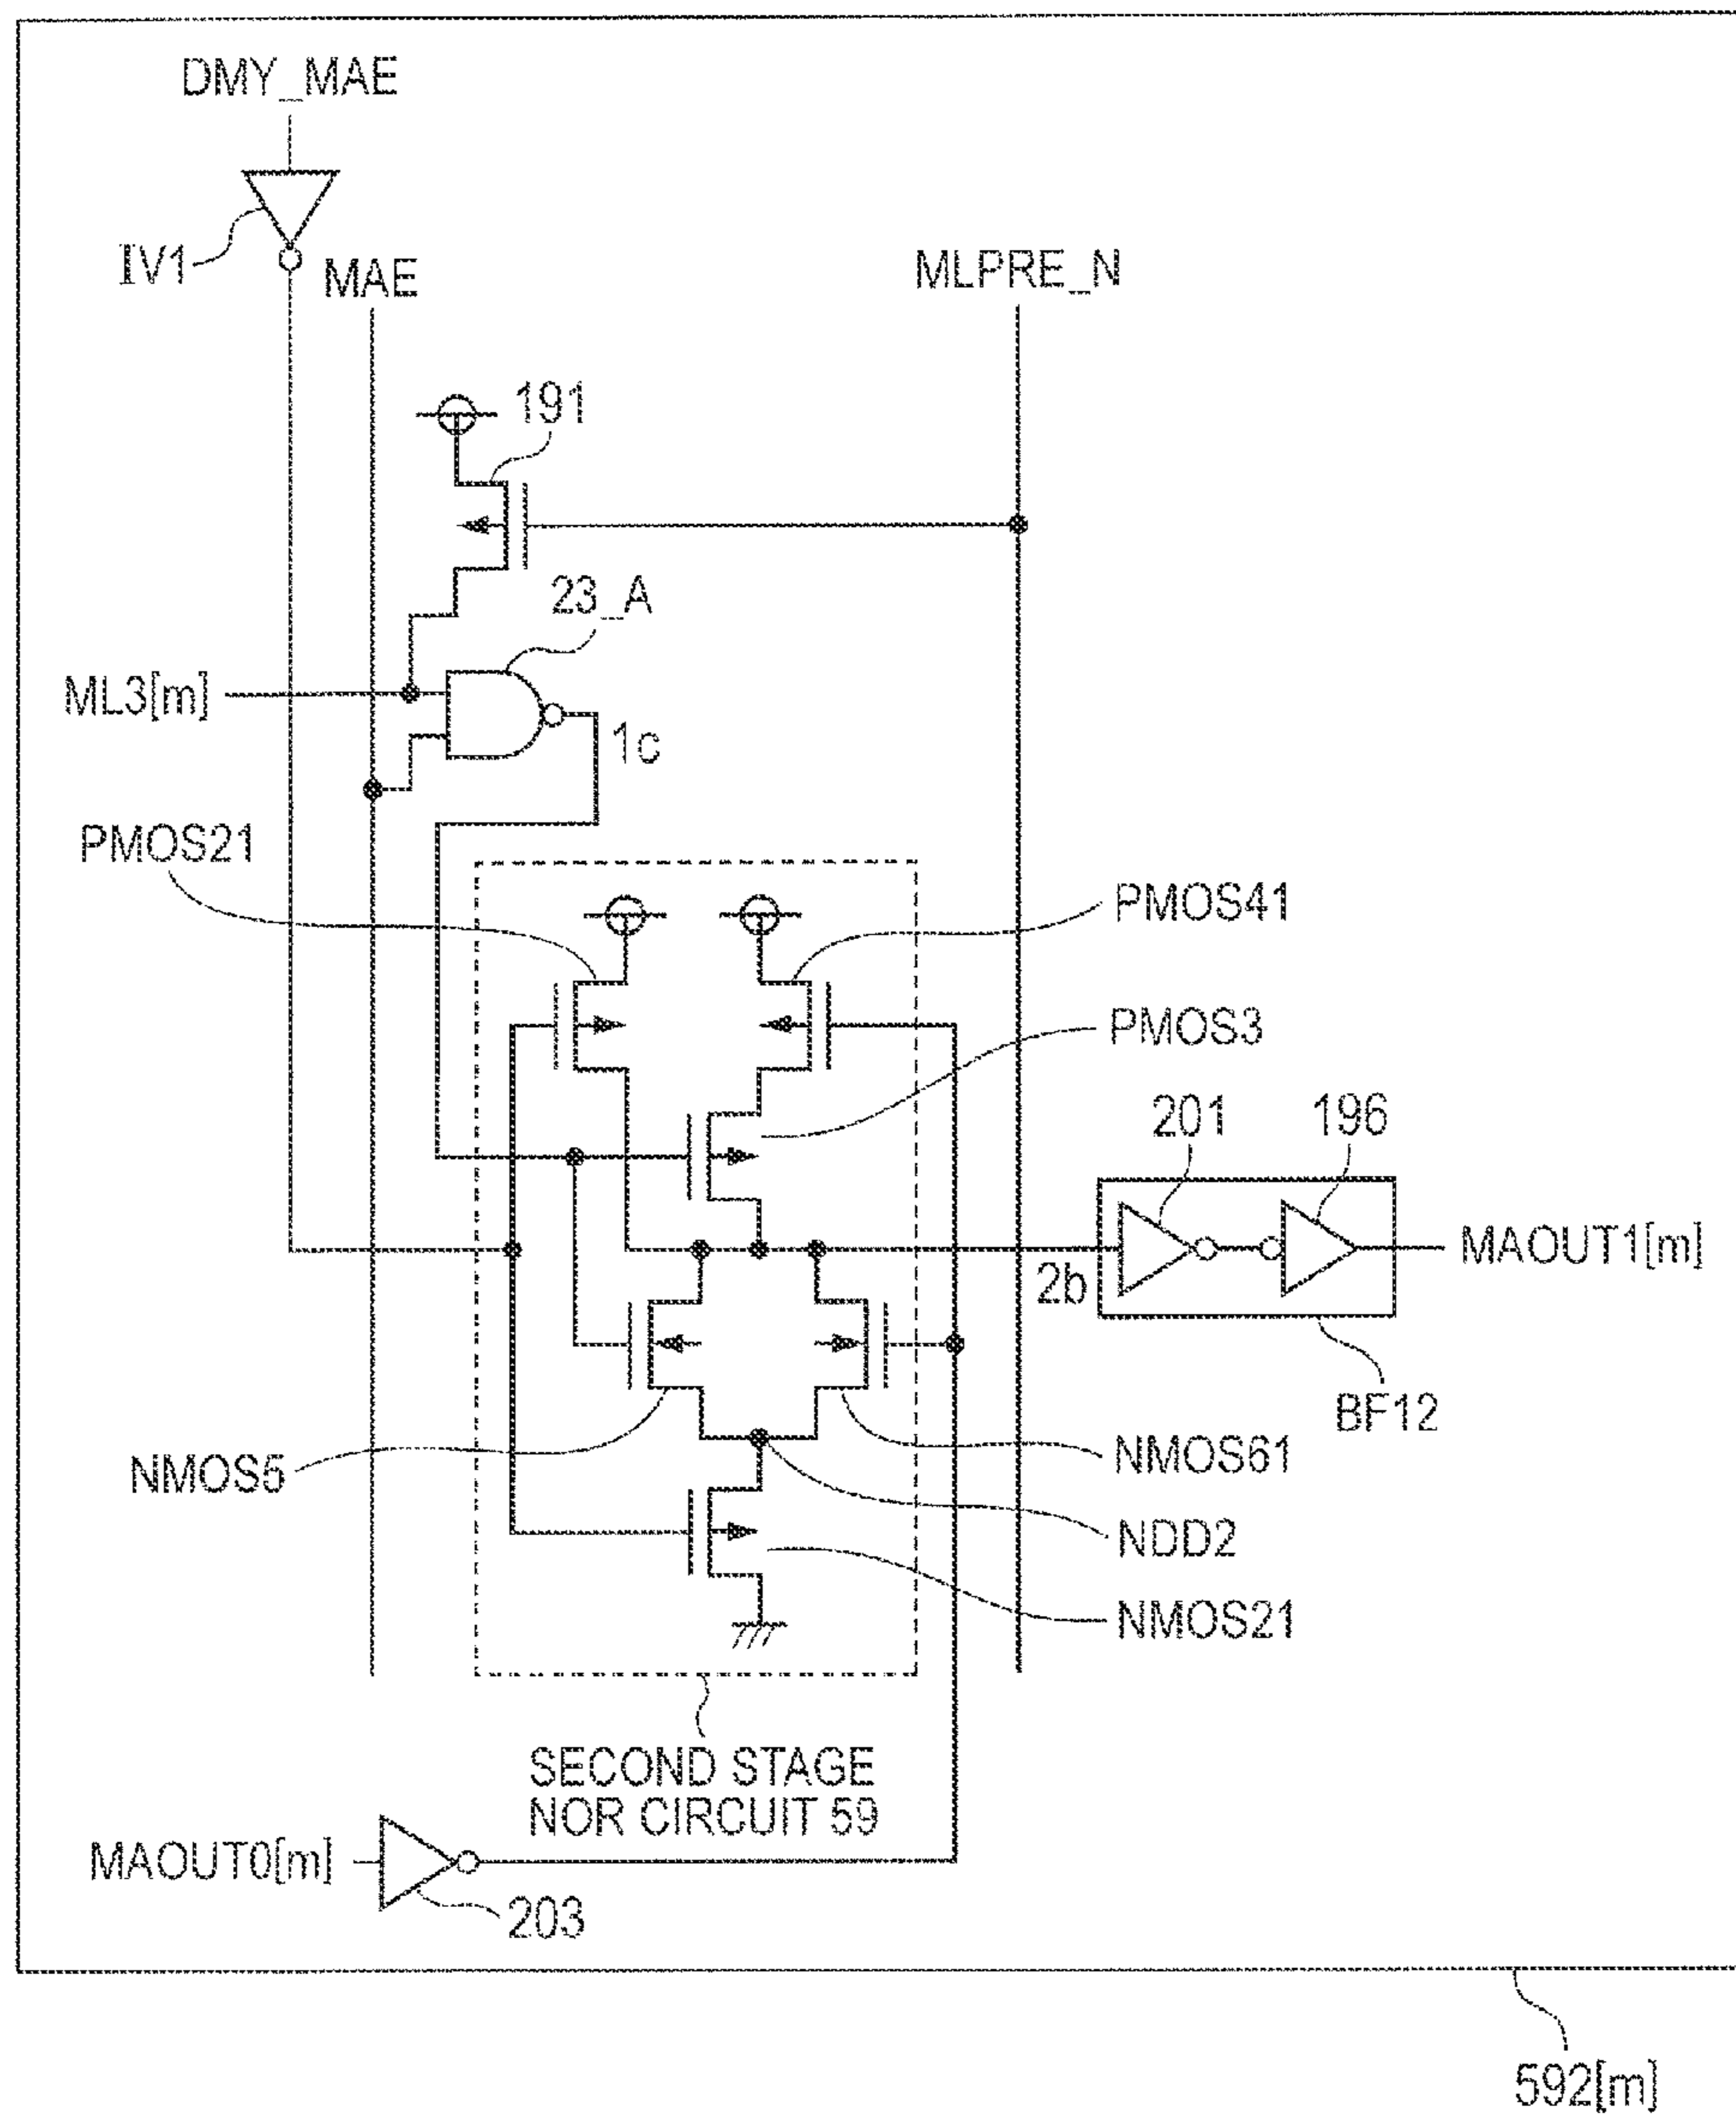 DMY_MAE
IV1
MAE
MLPRE_N
191
23_A
ML3[m]
1c
PMOS21
PMOS41
PMOS3
201
196
MAOUT1[m]
2b
BF12
NMOS5
NMOS61
NDD2
NMOS21
SECOND STAGE
NOR CIRCUIT 59
MAOUT0[m]
203
592[m]